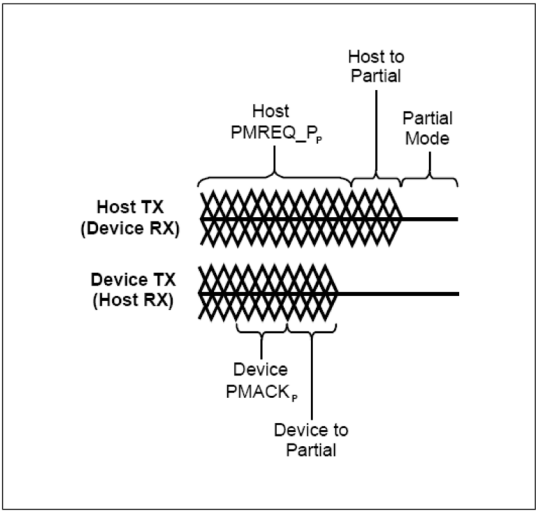 Host to
Partial
Host
PMREQ_PP
Partial
Mode
Host TX
(Device RX)
Device TX
(Host RX)
Device
PMACKP
Device to
Partial